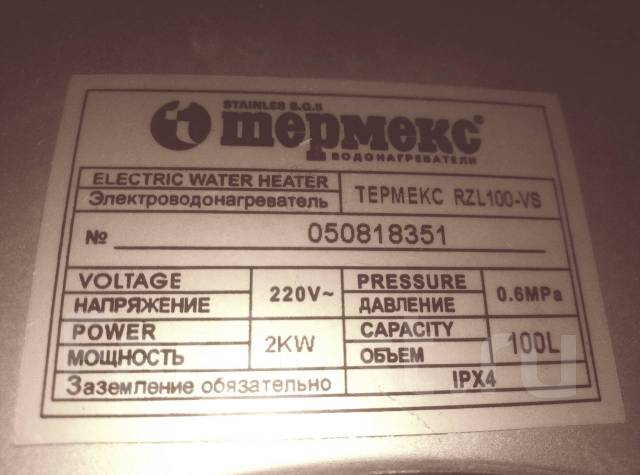 STAINLES B.G.S
термекс®
ВОДОНАГРЕВАТЕЛИ
ELECTRIC WATER HEATER
Электроводонагреватель
ТЕРМЕКС RZL100-VS
№ 050818351
VOLTAGE
НАПРЯЖЕНИЕ
220V~
PRESSURE
ДАВЛЕНИЕ
0.6MPa
POWER
МОЩНОСТЬ
2KW
CAPACITY
ОБЪЕМ
100L
Заземление обязательно
IPX4